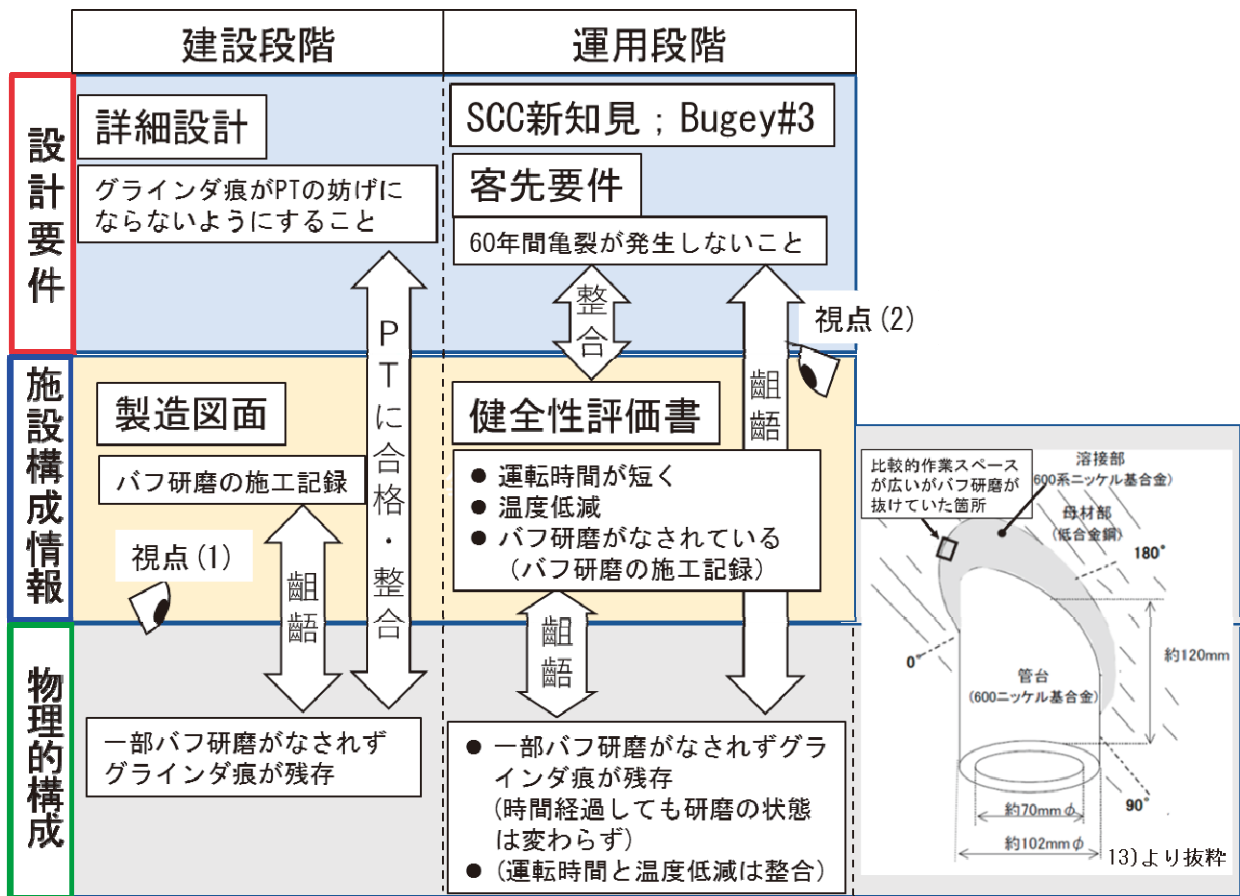 建設段階
運用段階
設計要件
詳細設計
グラインダ痕がPTの妨げに
ならないようにすること
SCC新知見；Bugey#3
客先要件
60年間亀裂が発生しないこと
PTに合格・整合
整合
齟齬
視点(2)
施設構成情報
製造図面
バフ研磨の施工記録
視点(1)
齟齬
健全性評価書
● 運転時間が短く
● 温度低減
● バフ研磨がなされている
(バフ研磨の施工記録)
齟齬
物理的構成
一部バフ研磨がなされず
グラインダ痕が残存
● 一部バフ研磨がなされずグラ
インダ痕が残存
(時間経過しても研磨の状態
は変わらず)
● (運転時間と温度低減は整合)
比較的作業スペース
が広いがバフ研磨が
抜けていた箇所
溶接部
(600系ニッケル基合金)
母材部
(低合金鋼)
180°
0°
約120mm
管台
(600ニッケル基合金)
90°
約70mmφ
約102mmφ
13)より抜粋